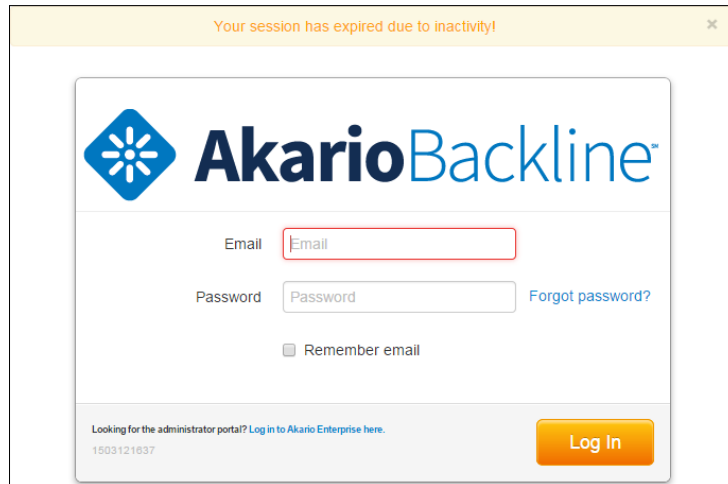 Your session has expired due to inactivity! ×
AkarioBackline℠
Email Email
Password Password Forgot password?
Remember email
Looking for the administrator portal? Log in to Akario Enterprise here.
1503121637
Log In